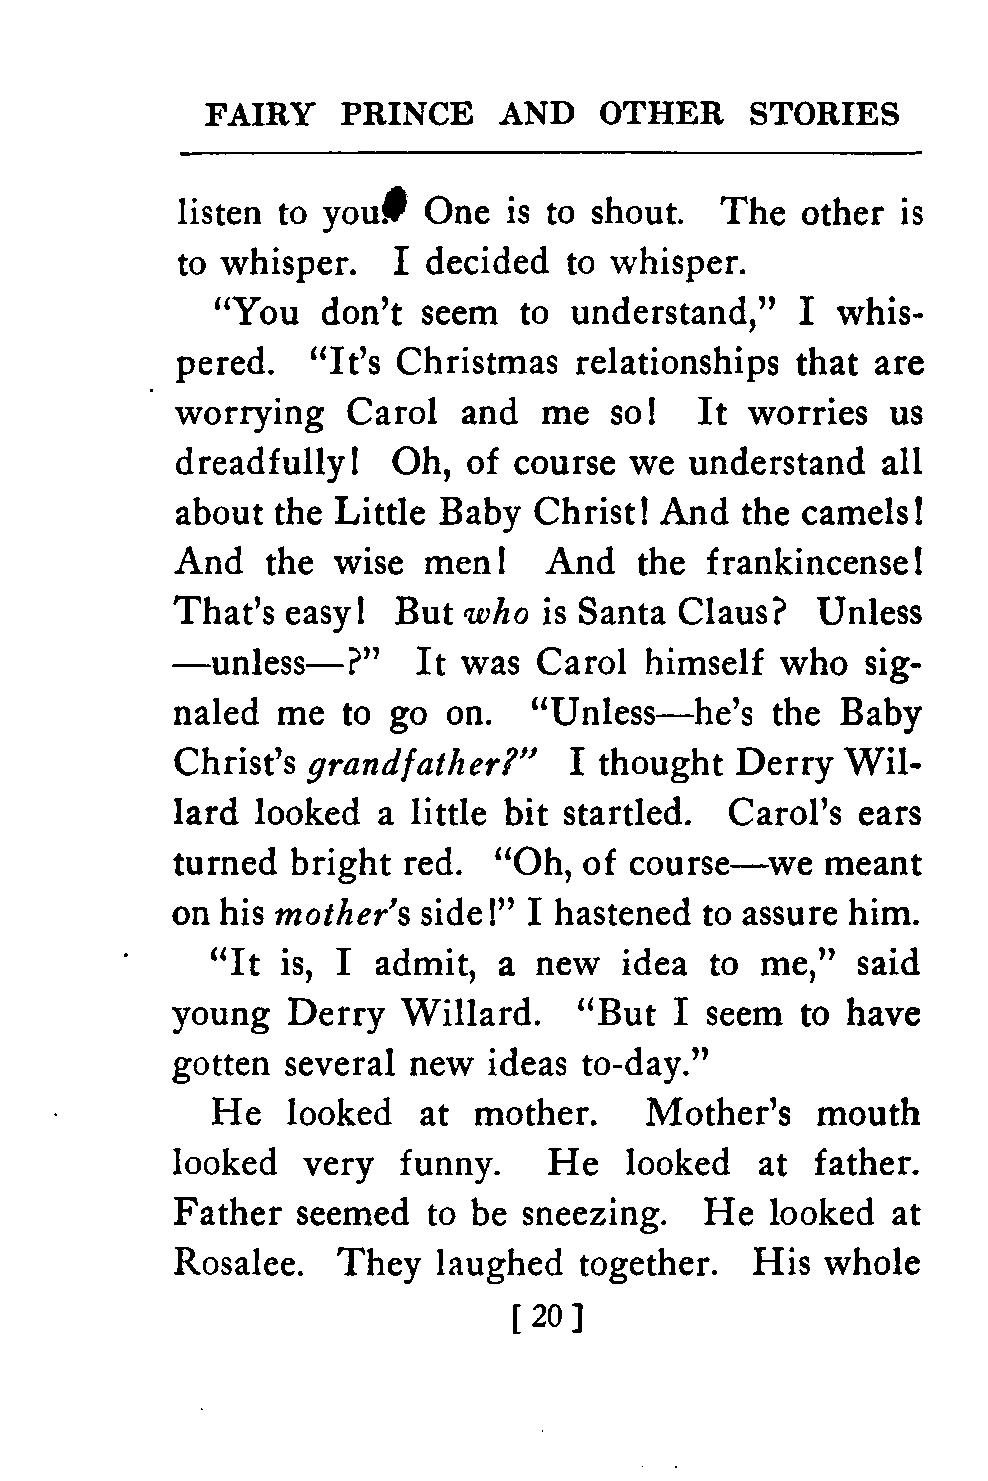 FAIRY PRINCE AND OTHER STORIES
listen to you. One is to shout. The other is
to whisper. I decided to whisper.
“You don’t seem to understand,” I whis-
pered. “It’s Christmas relationships that are
worrying Carol and me so! It worries us
dreadfully! Oh, of course we understand all
about the Little Baby Christ! And the camels!
And the wise men! And the frankincense!
That’s easy! But who is Santa Claus? Unless
—unless—?” It was Carol himself who sig-
naled me to go on. “Unless—he’s the Baby
Christ’s grandfather?” I thought Derry Wil-
lard looked a little bit startled. Carol’s ears
turned bright red. “Oh, of course—we meant
on his mother’s side!” I hastened to assure him.
“It is, I admit, a new idea to me,” said
young Derry Willard. “But I seem to have
gotten several new ideas to-day.”
He looked at mother. Mother’s mouth
looked very funny. He looked at father.
Father seemed to be sneezing. He looked at
Rosalee. They laughed together. His whole
[ 20 ]